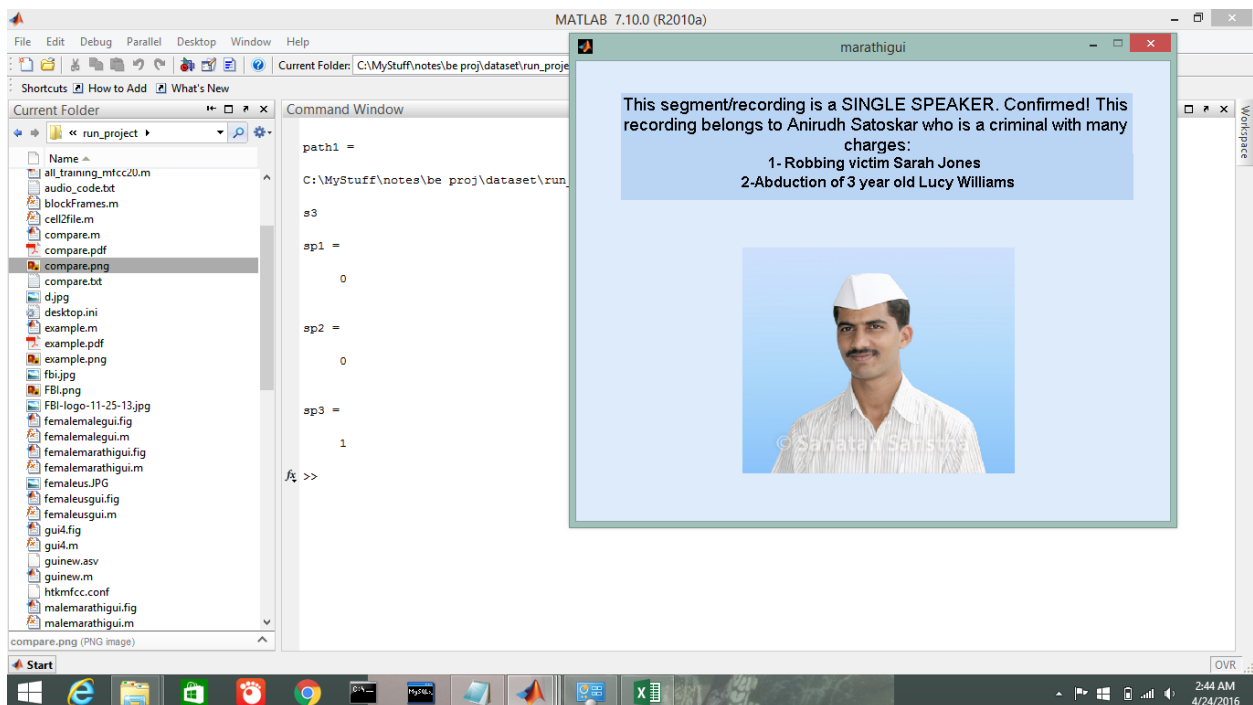 MATLAB 7.10.0 (R2010a)
File Edit Debug Parallel Desktop Window Help
Current Folder: C:\MyStuff\notes\be proj\dataset\run_proje
Shortcuts How to Add What's New
Current Folder
« run_project
Name
all_training_mfcc20.m
audio_code.txt
blockFrames.m
cell2file.m
compare.m
compare.pdf
compare.png
compare.txt
d.jpg
desktop.ini
example.m
example.pdf
example.png
fbi.jpg
FBI.png
FBI-logo-11-25-13.jpg
femalemalegui.fig
femalemalegui.m
femalemarathigui.fig
femalemarathigui.m
femaleus.JPG
femaleusgui.fig
femaleusgui.m
gui4.fig
gui4.m
guinew.asv
guinew.m
htkmfcc.conf
malemarathigui.fig
malemarathigui.m
compare.png (PNG image)
Command Window
path1 =
C:\MyStuff\notes\be proj\dataset\run_
s3
sp1 =
0
sp2 =
0
sp3 =
1
fx >>
marathigui
This segment/recording is a SINGLE SPEAKER. Confirmed! This
recording belongs to Anirudh Satoskar who is a criminal with many
charges:
1- Robbing victim Sarah Jones
2-Abduction of 3 year old Lucy Williams
© Sanatan Sanstha
Workspace
Start
OVR
2:44 AM
4/24/2016